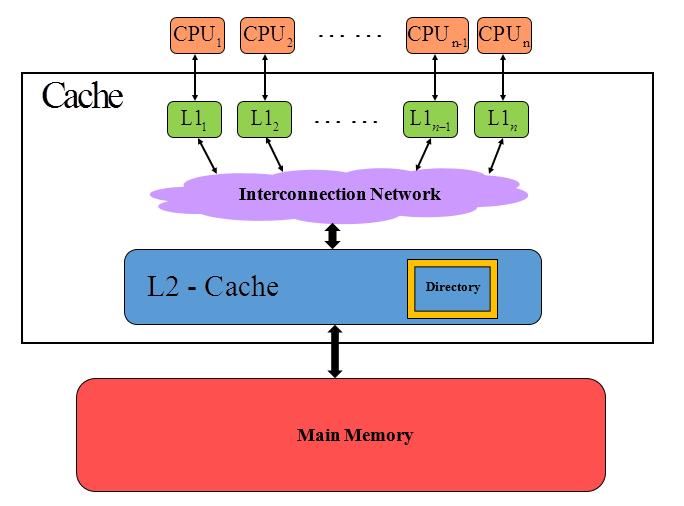 CPU1 CPU2 ... ... CPUn-1 CPUn
Cache
L11 L12 ... ... L1n−1 L1n
Interconnection Network
L2 - Cache
Directory
Main Memory